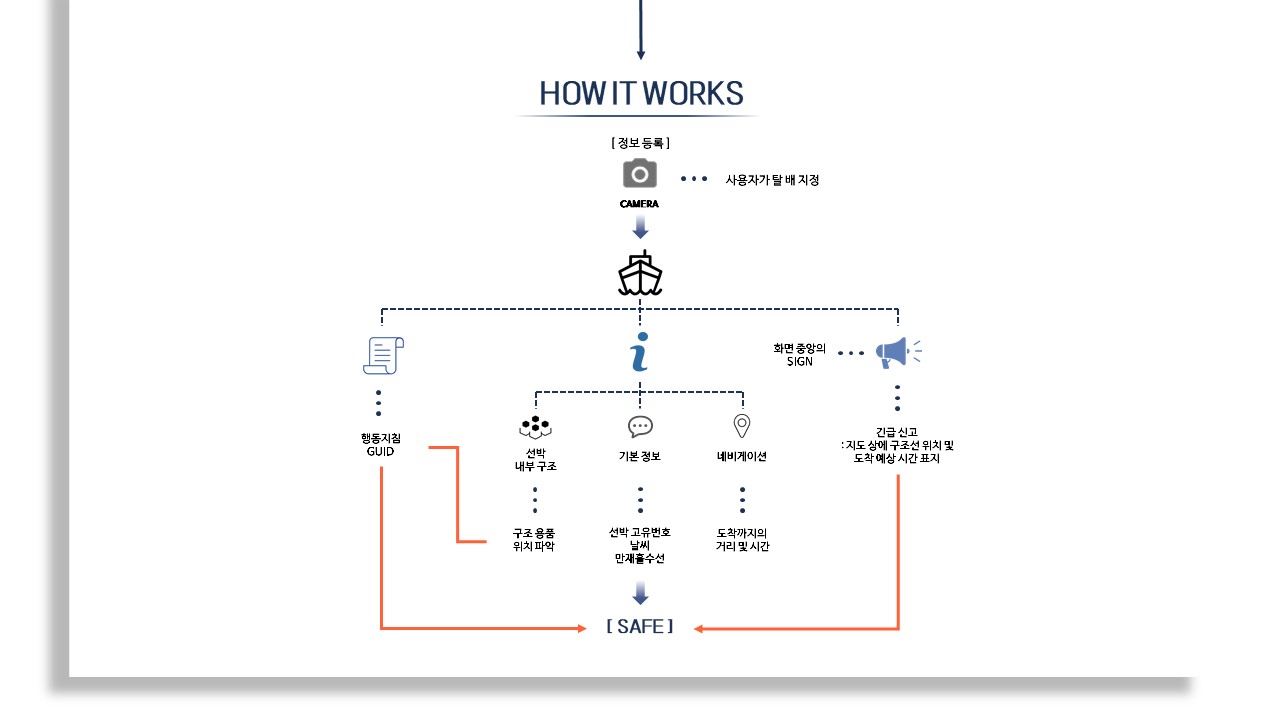 HOW IT WORKS
[ 정보 등록 ]
사용자가 탈 배 지정
CAMERA
화면 중앙의
SIGN
행동지침
GUID
선박
내부 구조
기본 정보
네비게이션
긴급 신고
: 지도 상에 구조선 위치 및
도착 예상 시간 표지
구조 용품
위치 파악
선박 고유번호
날씨
만재흘수선
도착까지의
거리 및 시간
[ SAFE ]